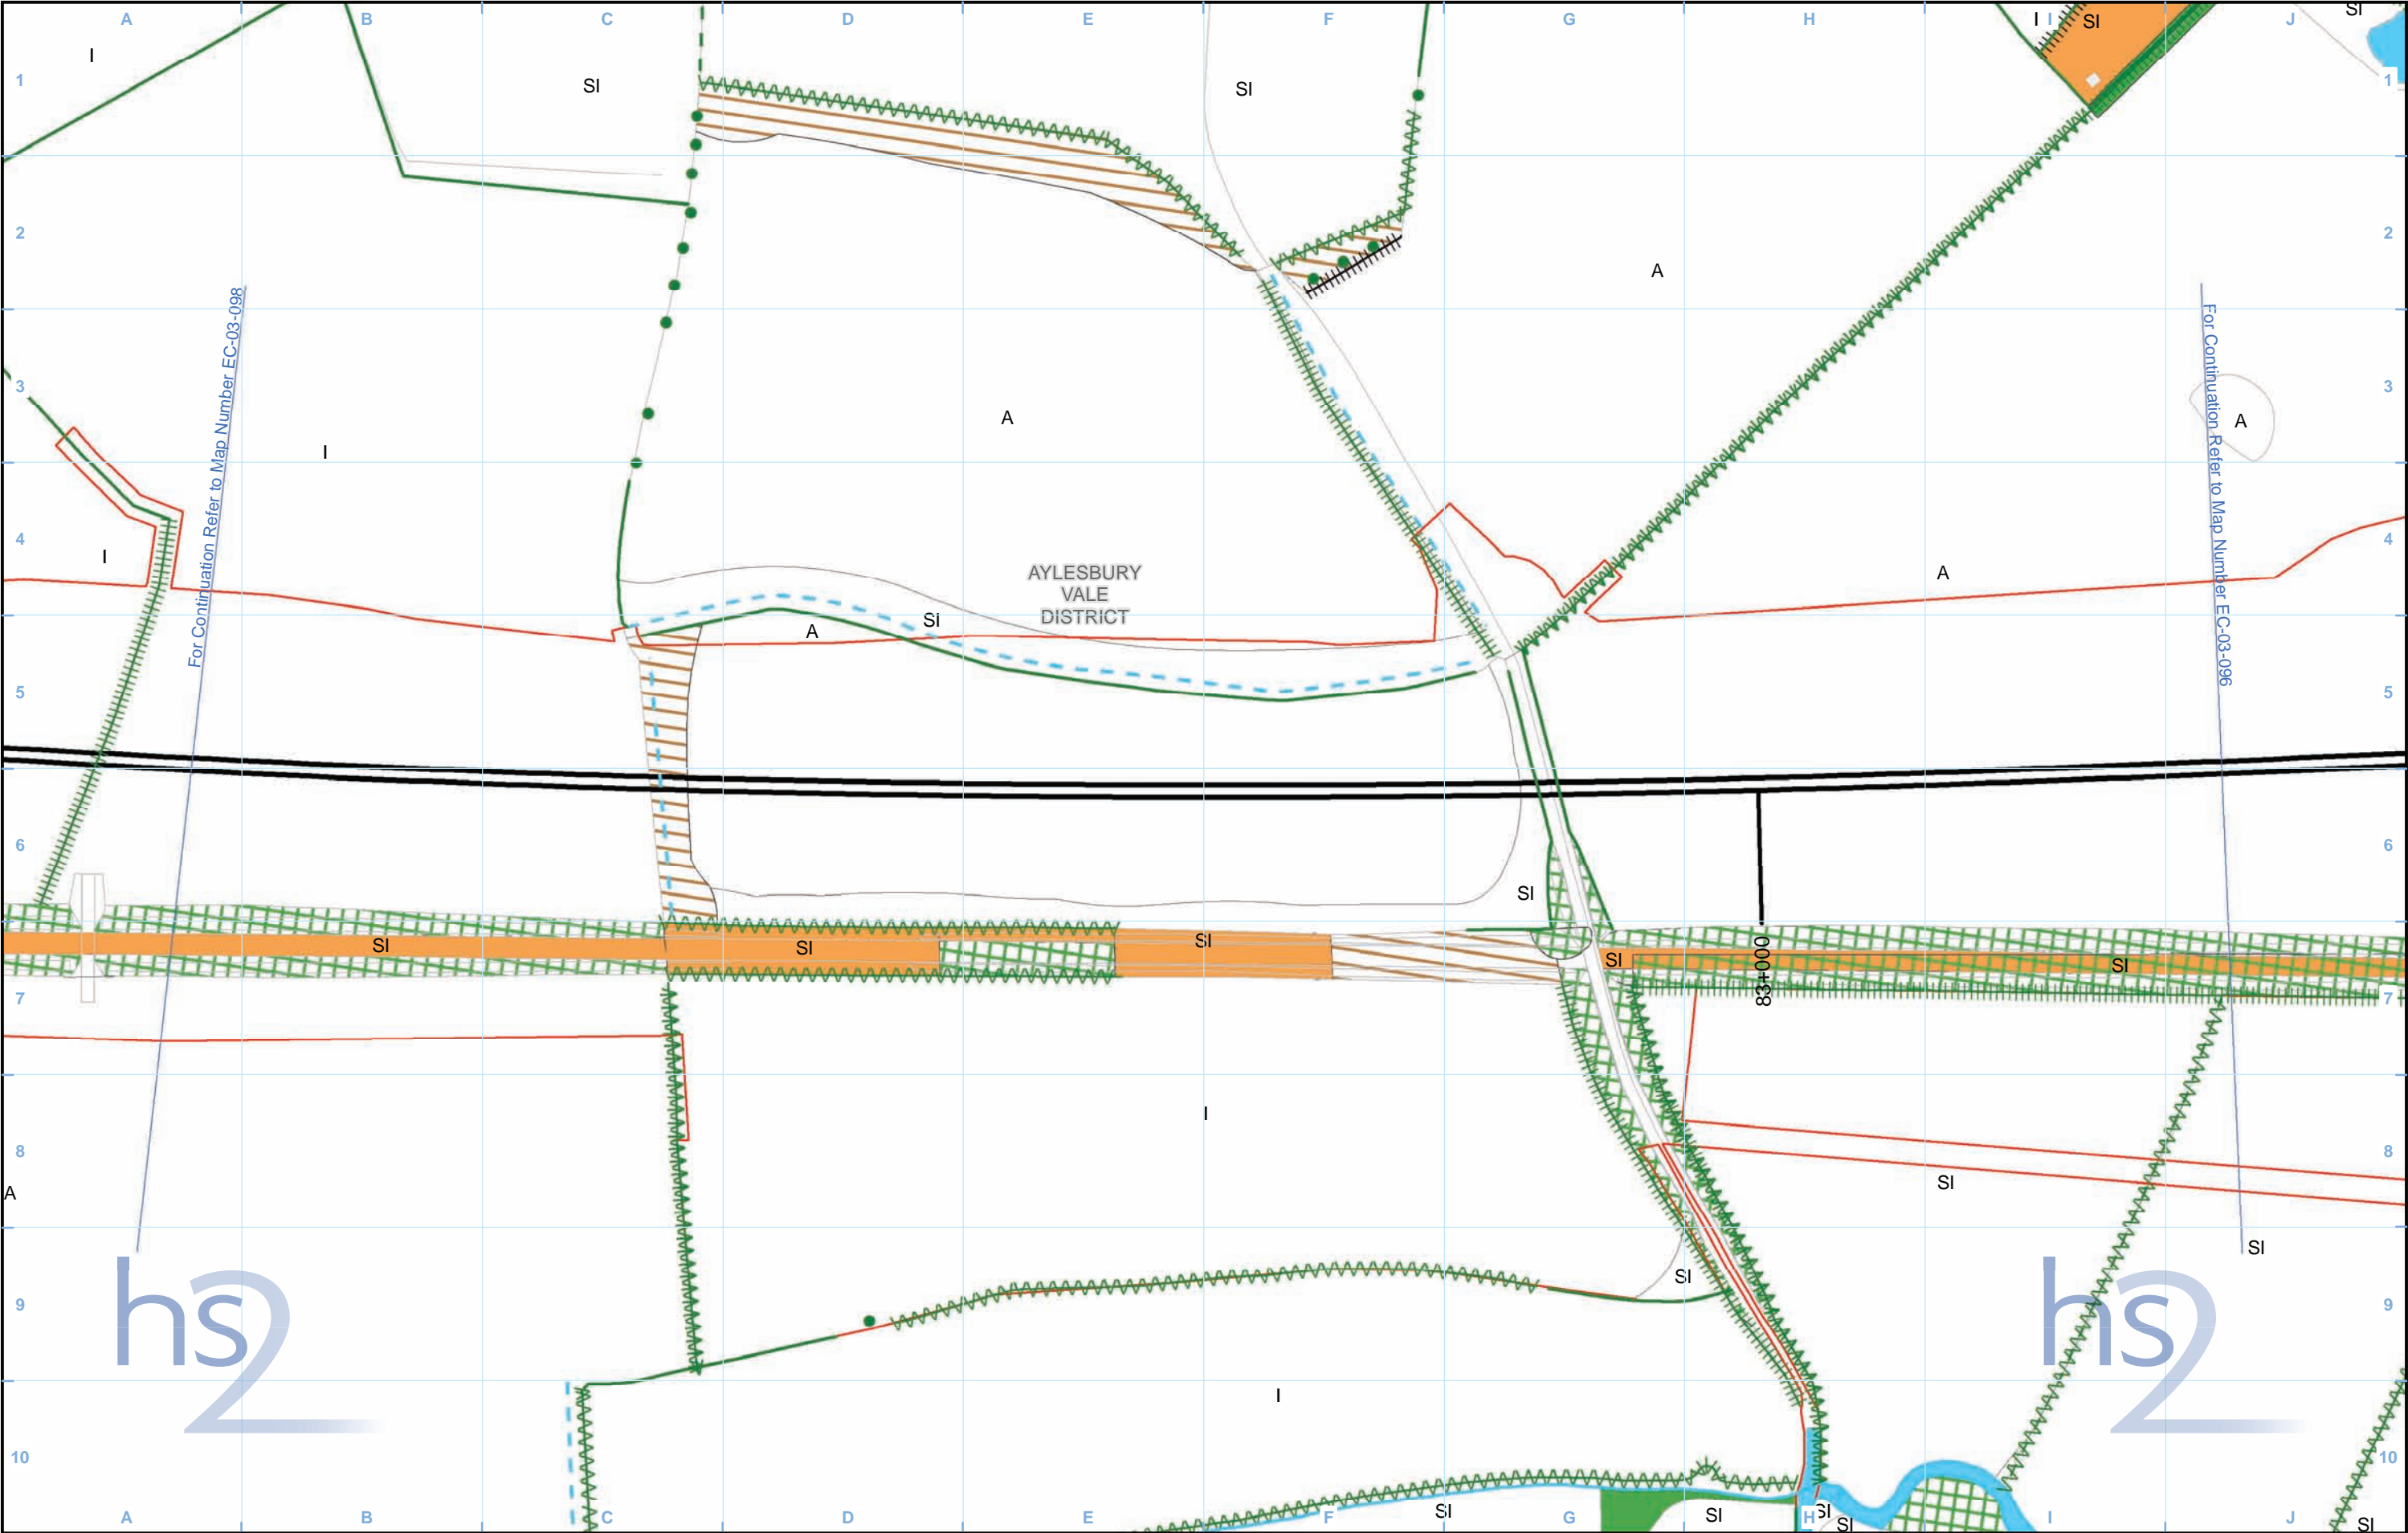 A B C D E F G H I J
I SI SI I SI SI
1 1
2 A 2
For Continuation Refer to Map Number EC-03-098
For Continuation Refer to Map Number EC-03-096
3 I A A 3
4 I A 4
AYLESBURY
VALE
DISTRICT
A SI
5 5
6 SI 6
SI SI SI SI SI
83+000
7 7
I
8 SI 8
A
SI SI
hs2 hs2
9 9
I
10 10
SI SI SI SI SI
A B C D E F G H I J